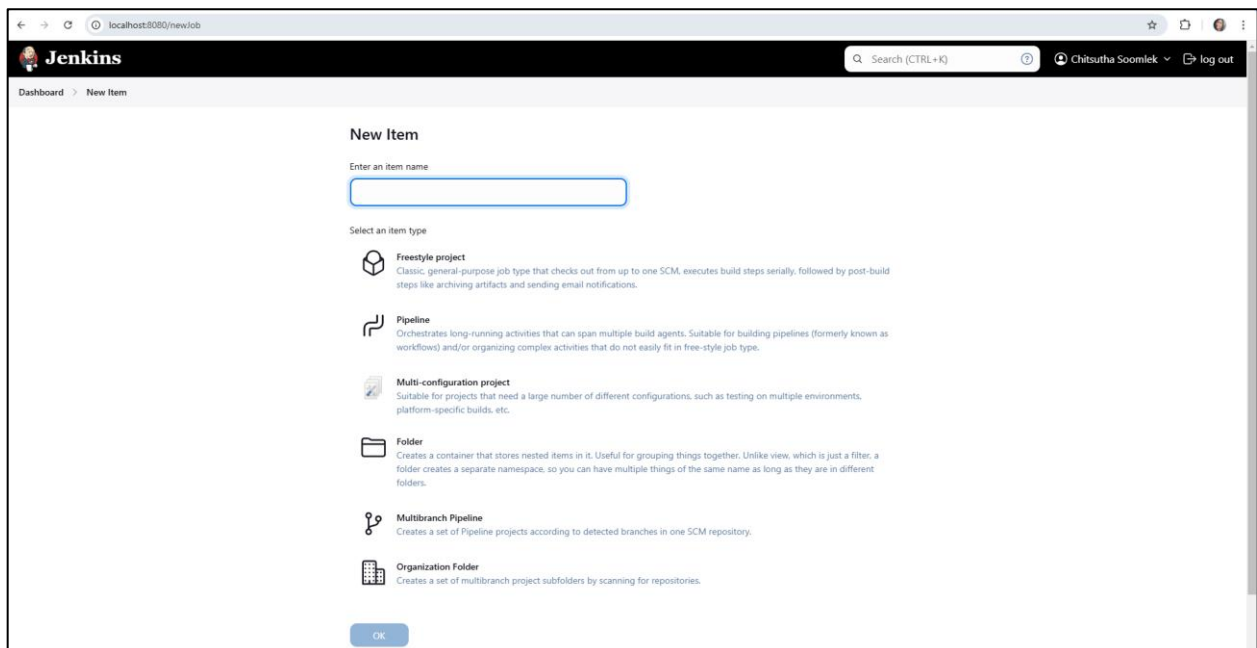 localhost:8080/newJob
Jenkins
Search (CTRL+K)
Chitsutha Soomlek
log out
Dashboard > New Item
New Item
Enter an item name
Select an item type
Freestyle project
Classic, general-purpose job type that checks out from up to one SCM, executes build steps serially, followed by post-build
steps like archiving artifacts and sending email notifications.
Pipeline
Orchestrates long-running activities that can span multiple build agents. Suitable for building pipelines (formerly known as
workflows) and/or organizing complex activities that do not easily fit in free-style job type.
Multi-configuration project
Suitable for projects that need a large number of different configurations, such as testing on multiple environments,
platform-specific builds, etc.
Folder
Creates a container that stores nested items in it. Useful for grouping things together. Unlike view, which is just a filter, a
folder creates a separate namespace, so you can have multiple things of the same name as long as they are in different
folders.
Multibranch Pipeline
Creates a set of Pipeline projects according to detected branches in one SCM repository.
Organization Folder
Creates a set of multibranch project subfolders by scanning for repositories.
OK